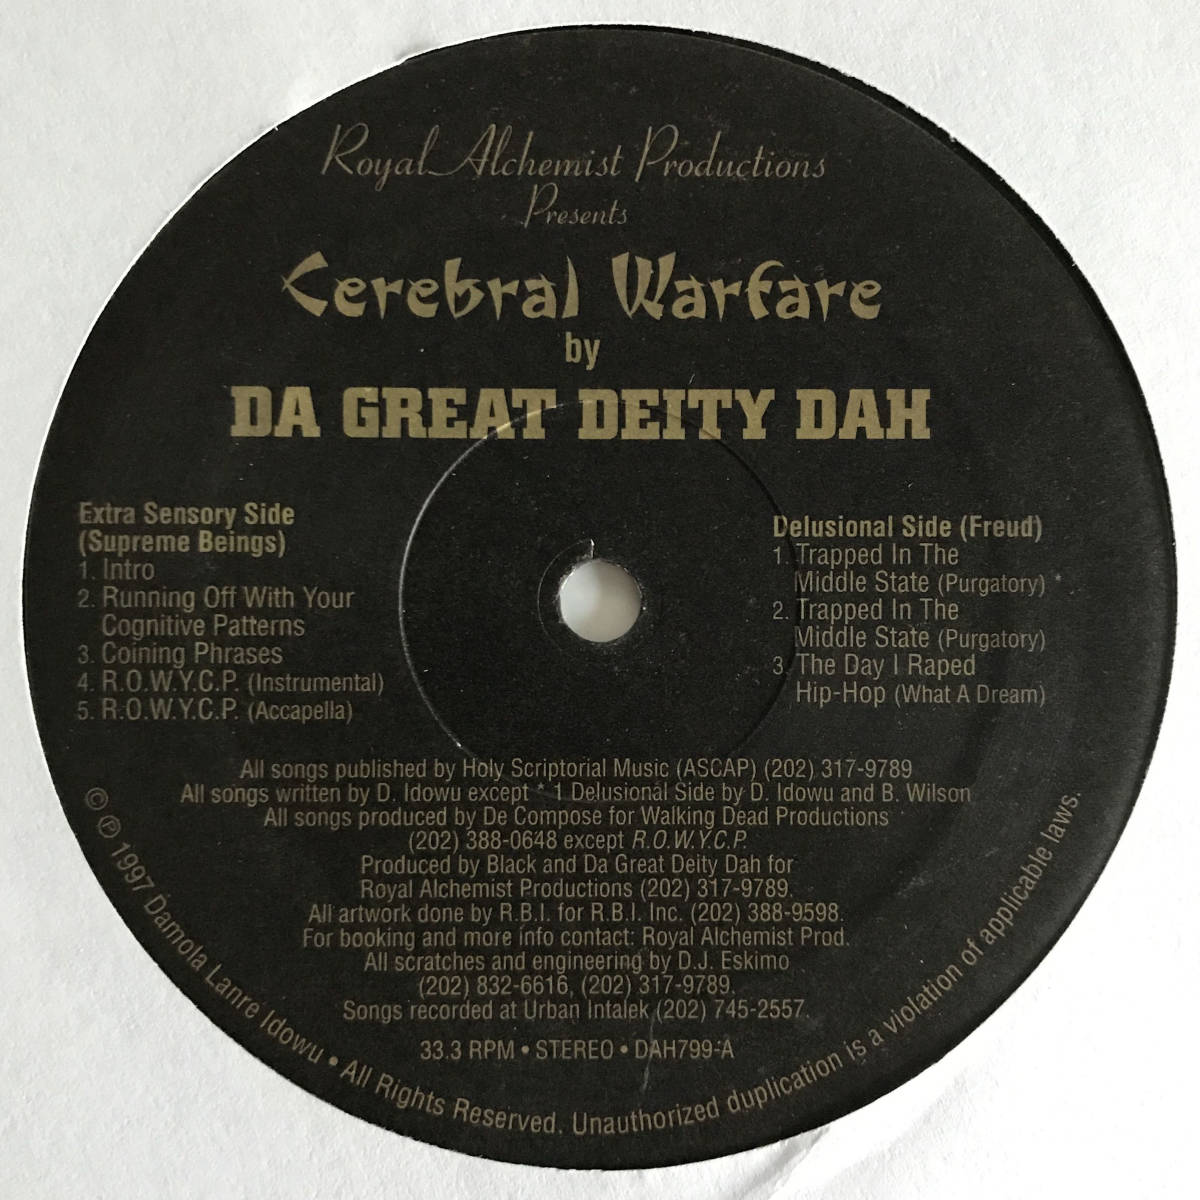 Royal Alchemist Productions
Presents
Cerebral Warfare
by
DA GREAT DEITY DAH
Extra Sensory Side
(Supreme Beings)
1. Intro
2. Running Off With Your
Cognitive Patterns
3. Coining Phrases
4. R.O.W.Y.C.P. (Instrumental)
5. R.O.W.Y.C.P. (Accapella)
Delusional Side (Freud)
1. Trapped In The
Middle State (Purgatory)
2. Trapped In The
Middle State (Purgatory)
3. The Day I Raped
Hip-Hop (What A Dream)
All songs published by Holy Scriptorial Music (ASCAP) (202) 317-9789
All songs written by D. Idowu except * 1 Delusional Side by D. Idowu and B. Wilson
All songs produced by De Compose for Walking Dead Productions
(202) 388-0648 except R.O.W.Y.C.P.
Produced by Black and Da Great Deity Dah for
Royal Alchemist Productions (202) 317-9789.
All artwork done by R.B.I. for R.B.I. Inc. (202) 388-9598.
For booking and more info contact: Royal Alchemist Prod.
All scratches and engineering by D.J. Eskimo
(202) 832-6616, (202) 317-9789.
Songs recorded at Urban Intalek (202) 745-2557.
33.3 RPM • STEREO • DAH799-A
© ℗ 1997 Damola Lanre Idowu • All Rights Reserved. Unauthorized duplication is a violation of applicable laws.